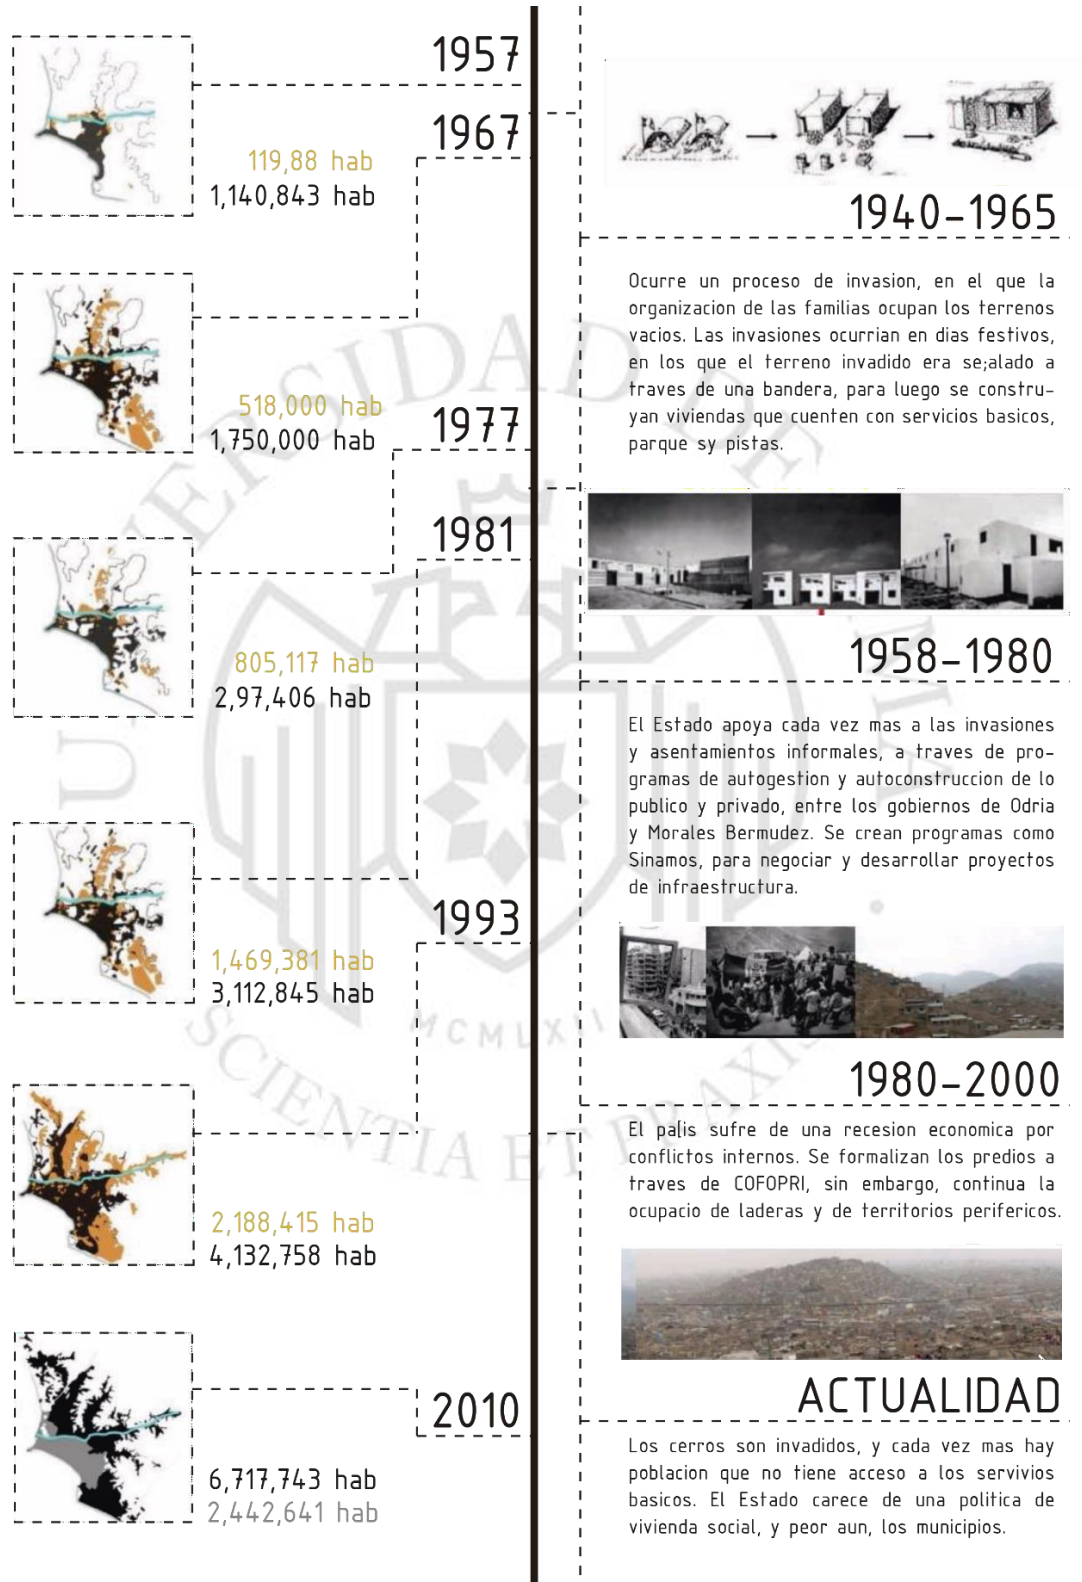 1957
119,88 hab
1,140,843 hab
1967
518,000 hab
1,750,000 hab
1977
805,117 hab
2,97,406 hab
1981
1,469,381 hab
3,112,845 hab
1993
2,188,415 hab
4,132,758 hab
2010
6,717,743 hab
2,442,641 hab
1940-1965
Ocurre un proceso de invasion, en el que la
organizacion de las familias ocupan los terrenos
vacios. Las invasiones ocurrian en dias festivos,
en los que el terreno invadido era se;alado a
traves de una bandera, para luego se constru-
yan viviendas que cuenten con servicios basicos,
parque sy pistas.
1958-1980
El Estado apoya cada vez mas a las invasiones
y asentamientos informales, a traves de pro-
gramas de autogestion y autoconstruccion de lo
publico y privado, entre los gobiernos de Odria
y Morales Bermudez. Se crean programas como
Sinamos, para negociar y desarrollar proyectos
de infraestructura.
1980-2000
El pa[is sufre de una recesion economica por
conflictos internos. Se formalizan los predios a
traves de COFOPRI, sin embargo, continua la
ocupacio de laderas y de territorios perifericos.
ACTUALIDAD
Los cerros son invadidos, y cada vez mas hay
poblacion que no tiene acceso a los servivios
basicos. El Estado carece de una politica de
vivienda social, y peor aun, los municipios.
UNIVERSIDAD DE LIMA
MCMLXII
SCIENTIA ET PRAXIS